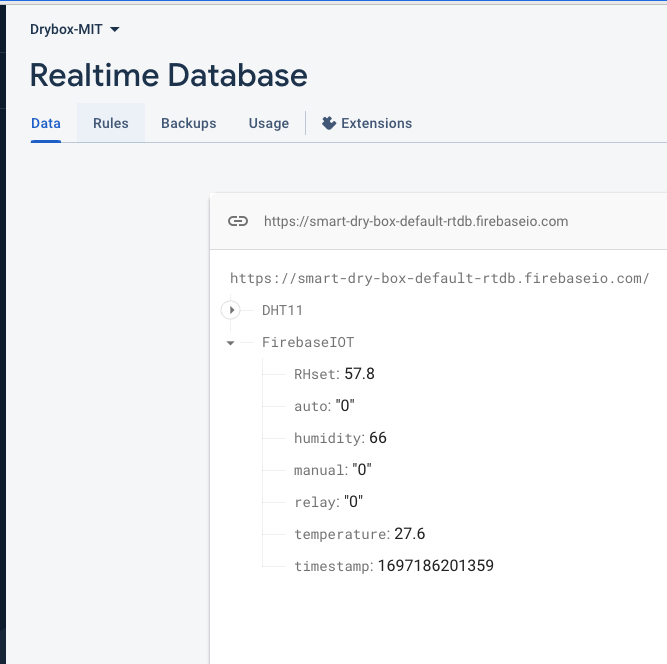 Drybox-MIT
Realtime Database
Data Rules Backups Usage Extensions
https://smart-dry-box-default-rtdb.firebaseio.com
https://smart-dry-box-default-rtdb.firebaseio.com/
DHT11
FirebaseIOT
RHset: 57.8
auto: "0"
humidity: 66
manual: "0"
relay: "0"
temperature: 27.6
timestamp: 1697186201359